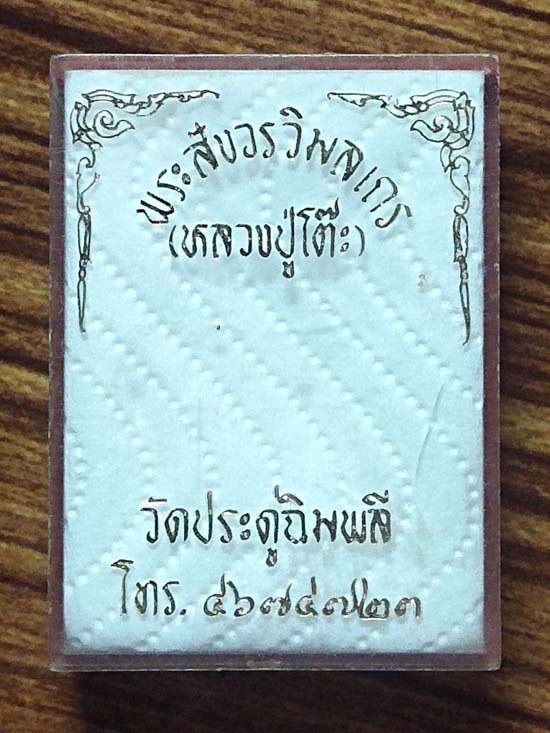 พระสังวรวิมลเถร
(หลวงปู่โต๊ะ)
วัดประดู่ฉิมพลี
โทร. ๔๖๗๔๗๒๓